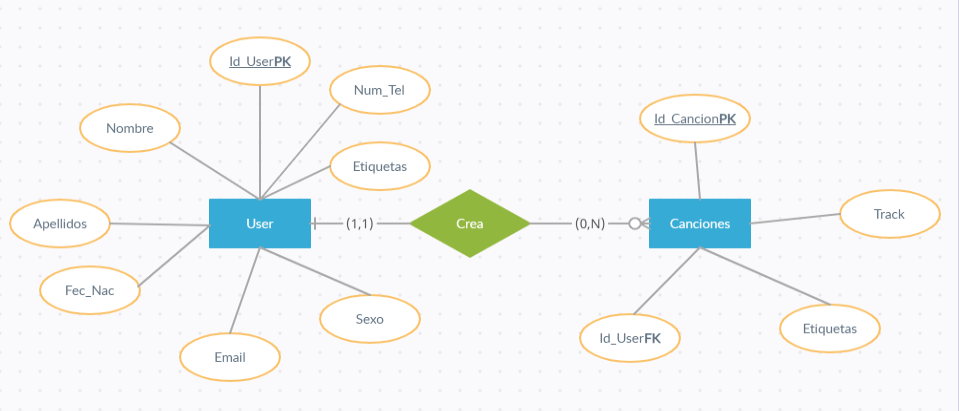 Id_UserPK
Num_Tel
Nombre
Id_CancionPK
Etiquetas
Apellidos
User
(1,1)
Crea
(0,N)
Canciones
Track
Fec_Nac
Sexo
Id_UserFK
Etiquetas
Email